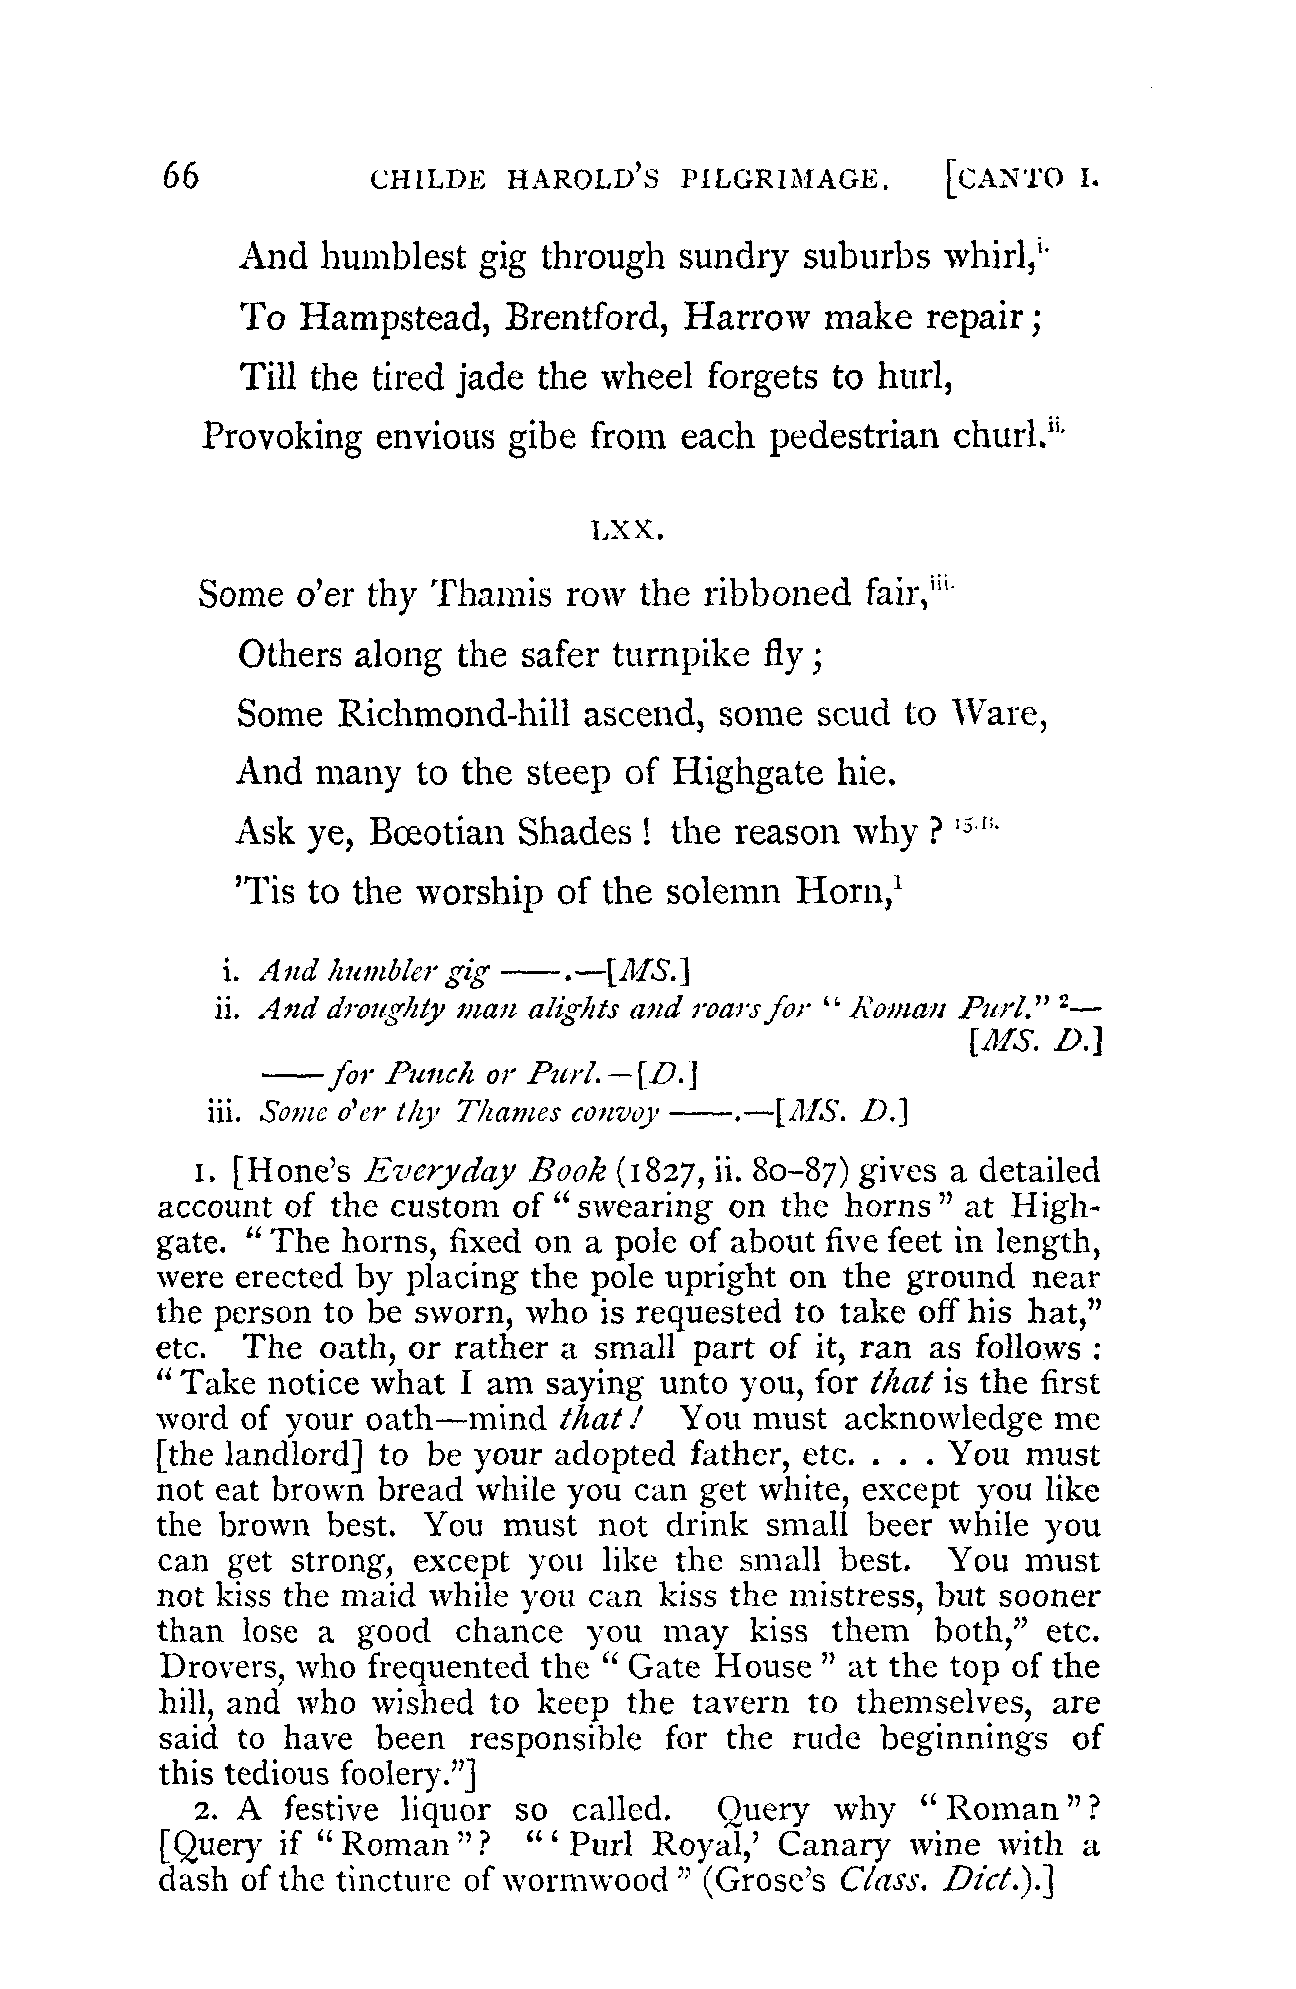 66 CHILDE HAROLD'S PILGRIMAGE. [CANTO I.
And humblest gig through sundry suburbs whirl,i.
To Hampstead, Brentford, Harrow make repair;
Till the tired jade the wheel forgets to hurl,
Provoking envious gibe from each pedestrian churl.ii.
LXX.
Some o'er thy Thamis row the ribboned fair,iii.
Others along the safer turnpike fly;
Some Richmond-hill ascend, some scud to Ware,
And many to the steep of Highgate hie.
Ask ye, Bœotian Shades! the reason why? 15.B.
'Tis to the worship of the solemn Horn,1
i. And humbler gig ——.—[MS.]
ii. And droughty man alights and roars for "Roman Purl." 2—
[MS. D.]
——for Punch or Purl.—[D.]
iii. Some o'er thy Thames convoy ——.—[MS. D.]
1. [Hone's Everyday Book (1827, ii. 80-87) gives a detailed
account of the custom of "swearing on the horns" at High-
gate. "The horns, fixed on a pole of about five feet in length,
were erected by placing the pole upright on the ground near
the person to be sworn, who is requested to take off his hat,"
etc. The oath, or rather a small part of it, ran as follows:
"Take notice what I am saying unto you, for that is the first
word of your oath—mind that! You must acknowledge me
[the landlord] to be your adopted father, etc. . . . You must
not eat brown bread while you can get white, except you like
the brown best. You must not drink small beer while you
can get strong, except you like the small best. You must
not kiss the maid while you can kiss the mistress, but sooner
than lose a good chance you may kiss them both," etc.
Drovers, who frequented the "Gate House" at the top of the
hill, and who wished to keep the tavern to themselves, are
said to have been responsible for the rude beginnings of
this tedious foolery."]
2. A festive liquor so called. Query why "Roman"?
[Query if "Roman"? "'Purl Royal,' Canary wine with a
dash of the tincture of wormwood" (Grose's Class. Dict.).]